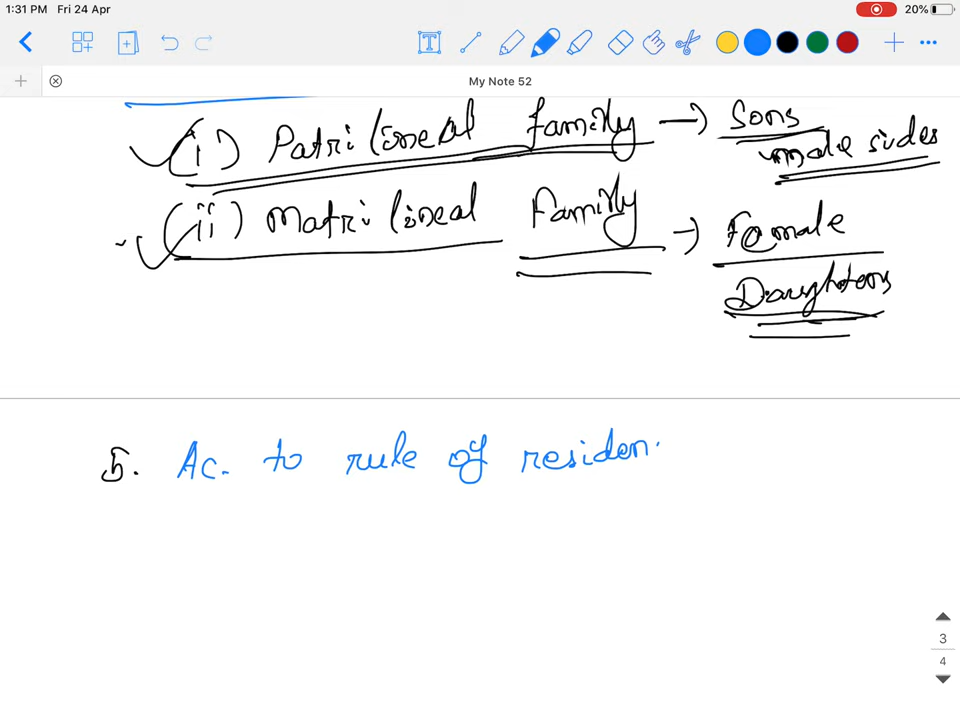 1:31 PM Fri 24 Apr 20%
My Note 52
(i) Patrilineal family → Sons
male sides
(ii) Matrilineal Family → Female
Daughters
5. Ac. to rule of residen
3
4